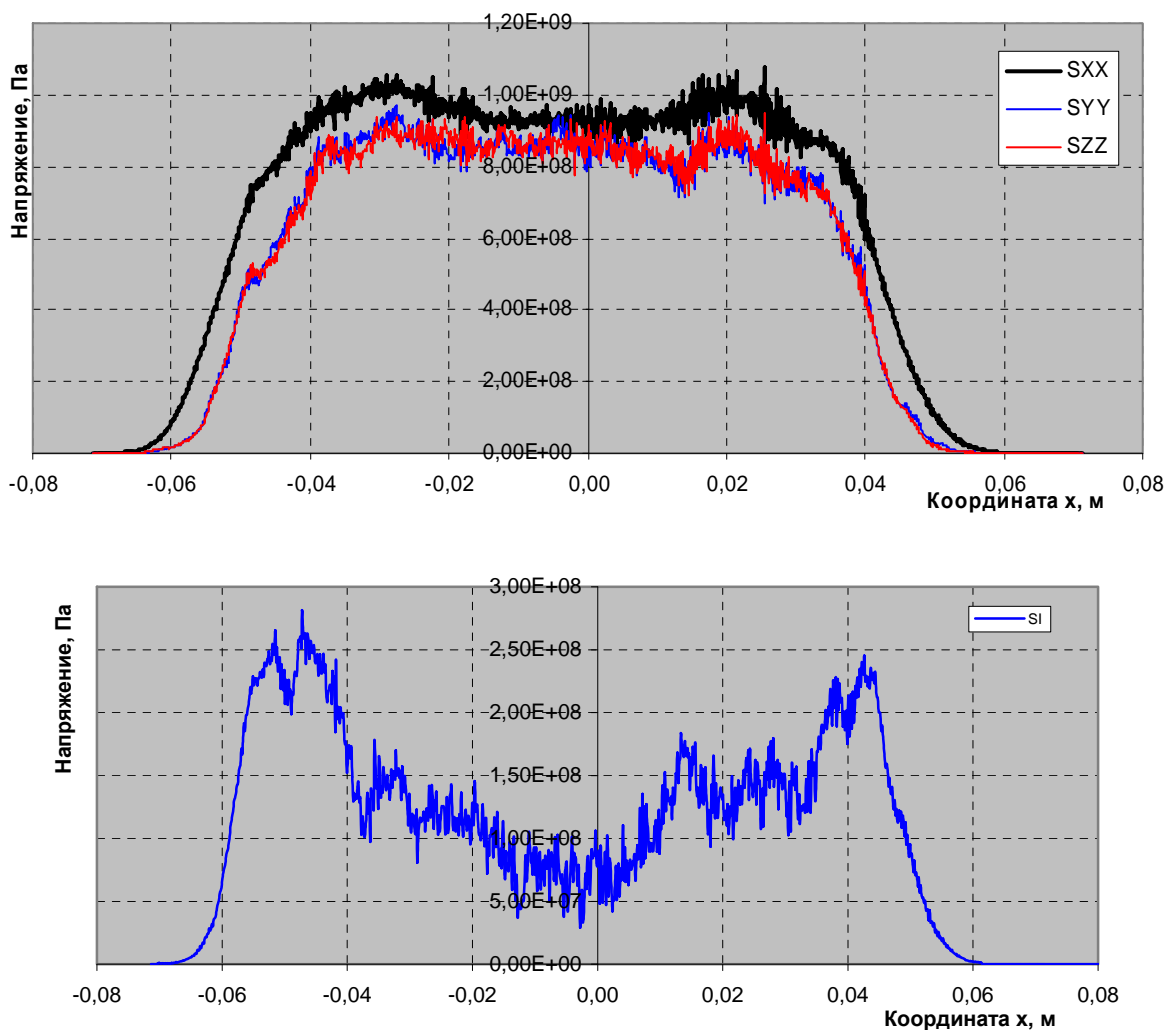 1,20E+09
Напряжение, Па
SXX
SYY
SZZ
1,00E+09
8,00E+08
6,00E+08
4,00E+08
2,00E+08
0,00E+00
-0,08 -0,06 -0,04 -0,02 0,00 0,02 0,04 0,06 0,08
Координата х, м
3,00E+08
Напряжение, Па
SI
2,50E+08
2,00E+08
1,50E+08
1,00E+08
5,00E+07
0,00E+00
-0,08 -0,06 -0,04 -0,02 0,00 0,02 0,04 0,06 0,08
Координата х, м